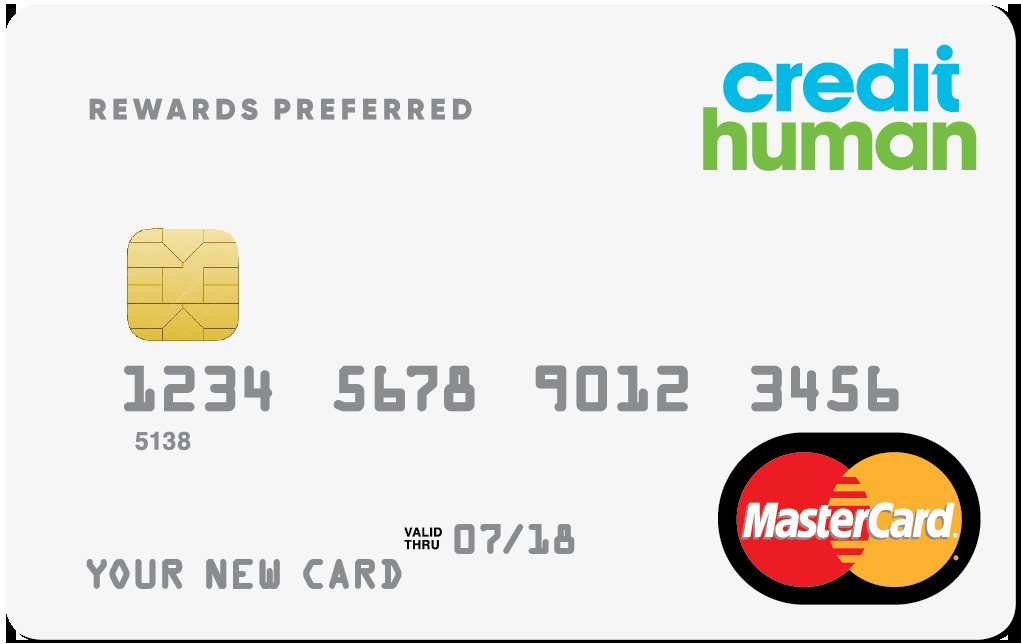 REWARDS PREFERRED
credit
human
1234 5678 9012 3456
5138
MasterCard.
VALID
THRU 07/18
YOUR NEW CARD